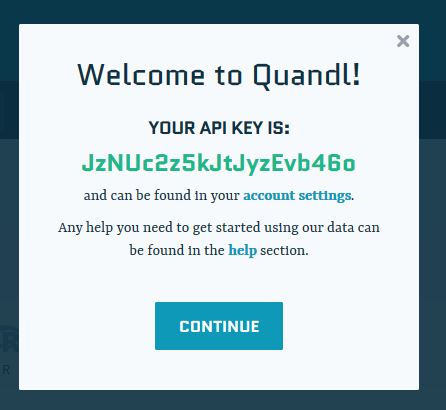 Welcome to Quandl!
YOUR API KEY IS:
JzNUc2z5kJtJyzEvb46o
and can be found in your account settings.
Any help you need to get started using our data can
be found in the help section.
CONTINUE
R
R